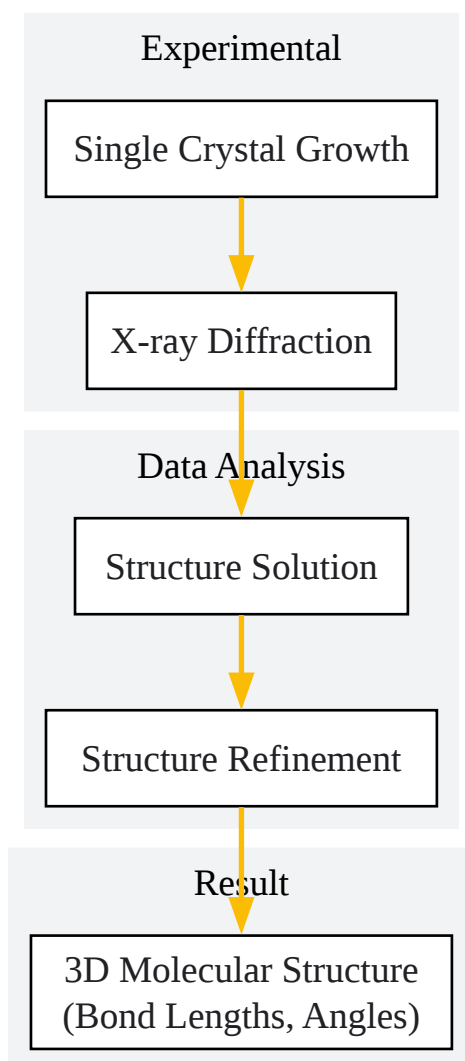 Experimental
Single Crystal Growth
X-ray Diffraction
Data Analysis
Structure Solution
Structure Refinement
Result
3D Molecular Structure
(Bond Lengths, Angles)